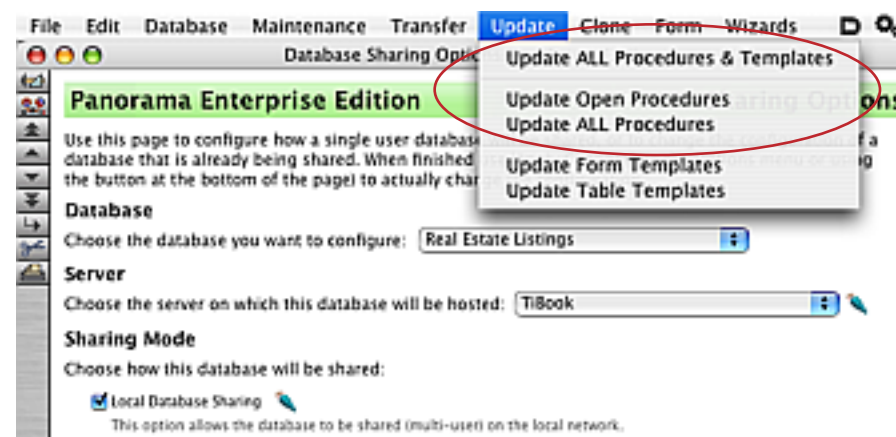 File Edit Database Maintenance Transfer Update Clone Form Wizards
Database Sharing Optio
Update ALL Procedures & Templates
Update Open Procedures
Update ALL Procedures
Update Form Templates
Update Table Templates
Panorama Enterprise Edition
Use this page to configure how a single user database
database that is already being shared. When finished
the button at the bottom of the page) to actually chan
Database
Choose the database you want to configure: Real Estate Listings
Server
Choose the server on which this database will be hosted: TiBook
Sharing Mode
Choose how this database will be shared:
Local Database Sharing
This option allows the database to be shared (multi-user) on the local network.